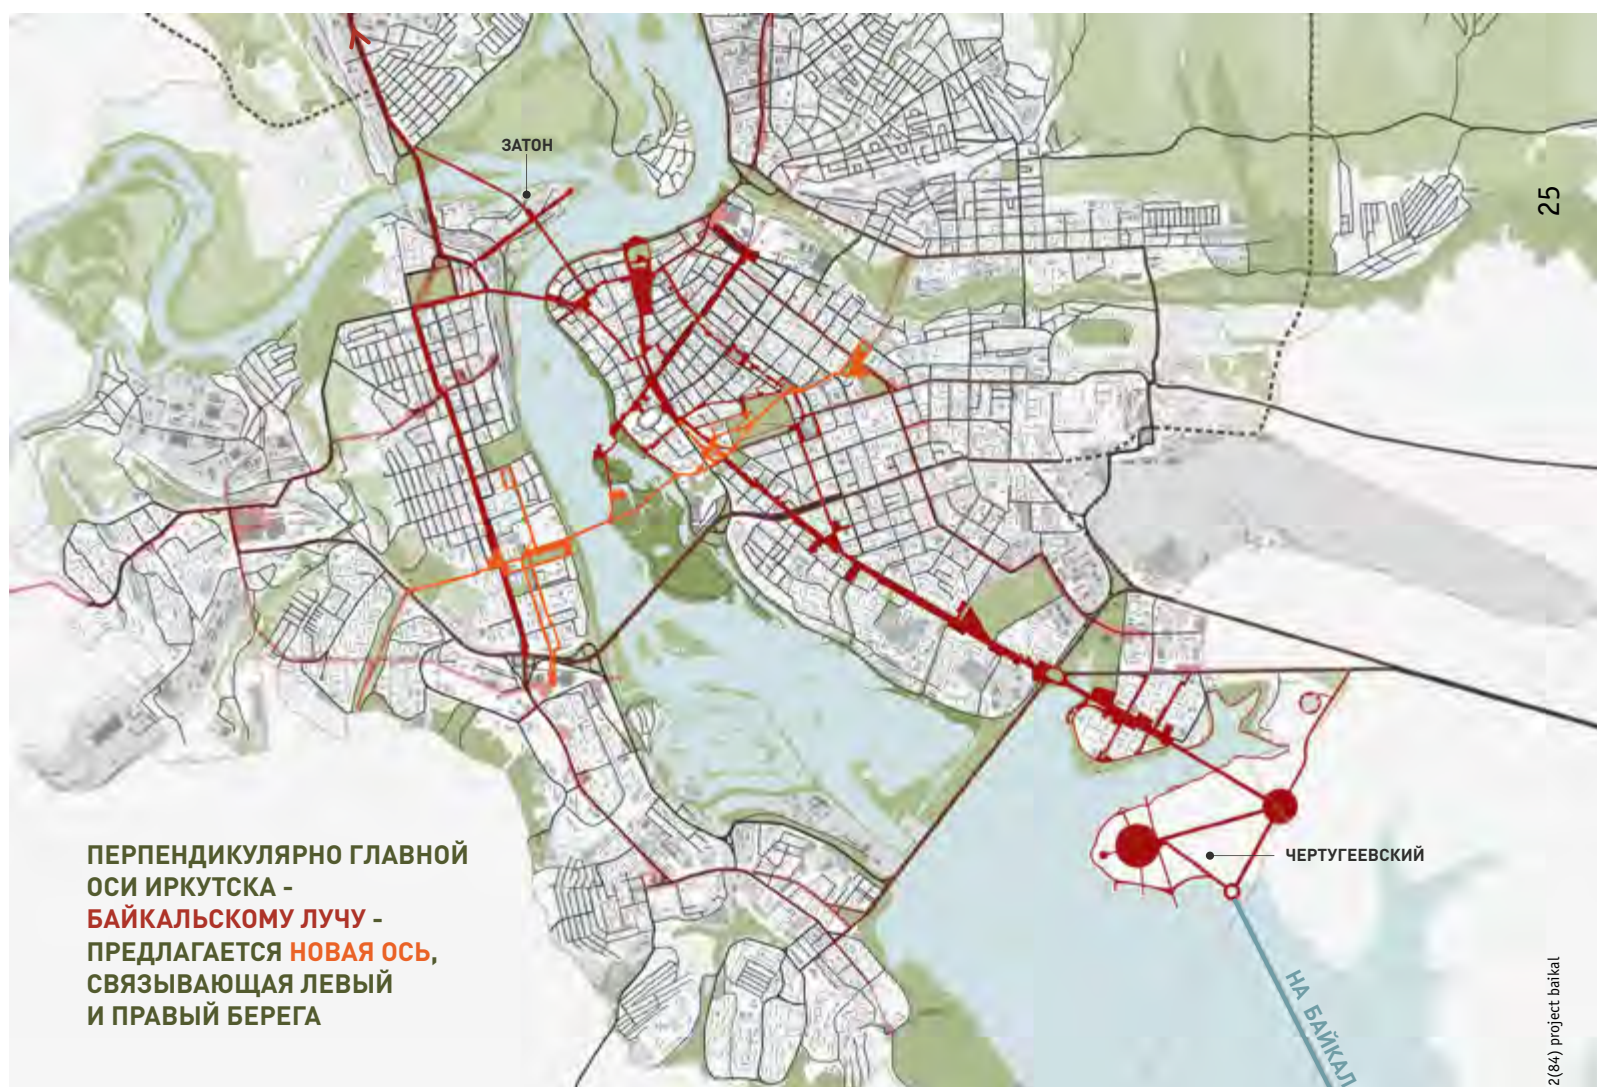 ЗАТОН
25
ПЕРПЕНДИКУЛЯРНО ГЛАВНОЙ
ОСИ ИРКУТСКА -
БАЙКАЛЬСКОМУ ЛУЧУ -
ПРЕДЛАГАЕТСЯ НОВАЯ ОСЬ,
СВЯЗЫВАЮЩАЯ ЛЕВЫЙ
И ПРАВЫЙ БЕРЕГА
ЧЕРТУГЕЕВСКИЙ
НА БАЙКАЛ
2(84) project baikal